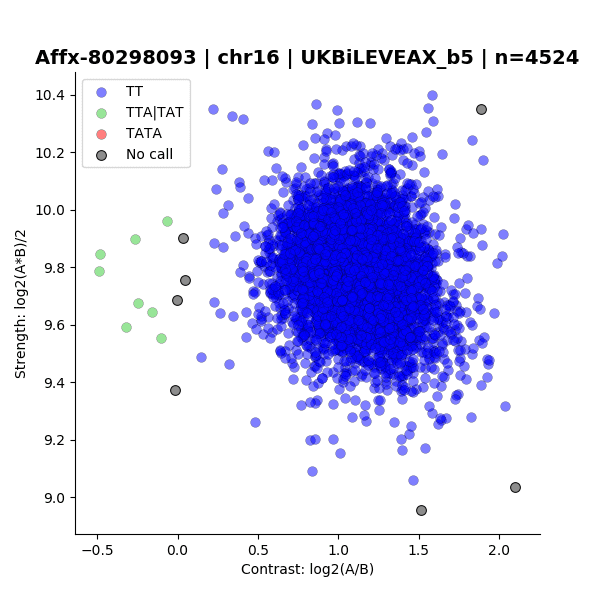 Affx-80298093 | chr16 | UKBiLEVEAX_b5 | n=4524
TT
TTA|TAT
TATA
No call
Strength: log2(A*B)/2
10.4
10.2
10.0
9.8
9.6
9.4
9.2
9.0
−0.5 0.0 0.5 1.0 1.5 2.0
Contrast: log2(A/B)